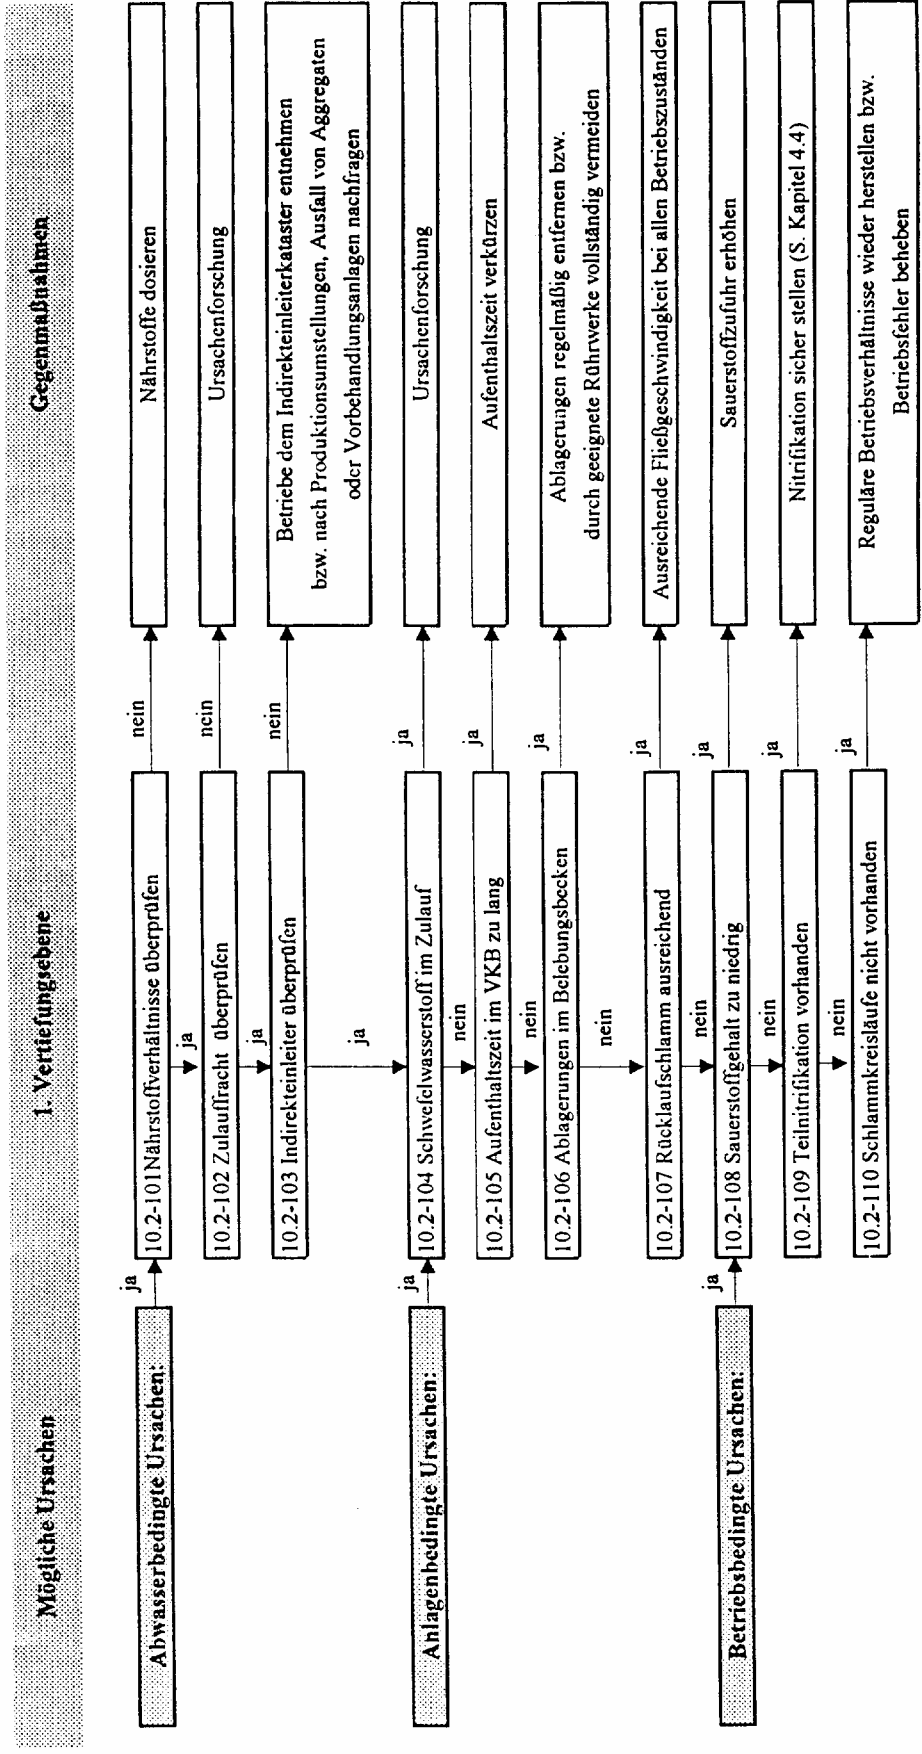 Mögliche Ursachen
1. Vertiefungsebene
Gegenmaßnahmen
Abwasserbedingte Ursachen:
ja
10.2-101Nährstoffverhältnisse überprüfen
nein
Nährstoffe dosieren
ja
10.2-102 Zulauffracht überprüfen
nein
Ursachenforschung
ja
10.2-103 Indirekteinleiter überprüfen
nein
Betriebe dem Indirekteinleiterkataster entnehmen
bzw. nach Produktionsumstellungen, Ausfall von Aggregaten
oder Vorbehandlungsanlagen nachfragen
ja
Anlagenbedingte Ursachen:
ja
10.2-104 Schwefelwasserstoff im Zulauf
ja
Ursachenforschung
nein
10.2-105 Aufenthaltszeit im VKB zu lang
ja
Aufenthaltszeit verkürzen
nein
10.2-106 Ablagerungen im Belebungsbecken
ja
Ablagerungen regelmäßig entfernen bzw.
durch geeignete Rührwerke vollständig vermeiden
nein
10.2-107 Rücklaufschlamm ausreichend
ja
Ausreichende Fließgeschwindigkeit bei allen Betriebszuständen
nein
Betriebsbedingte Ursachen:
ja
10.2-108 Sauerstoffgehalt zu niedrig
ja
Sauerstoffzufuhr erhöhen
nein
10.2-109 Teilnitrifikation vorhanden
ja
Nitrifikation sicher stellen (S. Kapitel 4.4)
nein
10.2-110 Schlammkreisläufe nicht vorhanden
ja
Reguläre Betriebsverhältnisse wieder herstellen bzw.
Betriebsfehler beheben